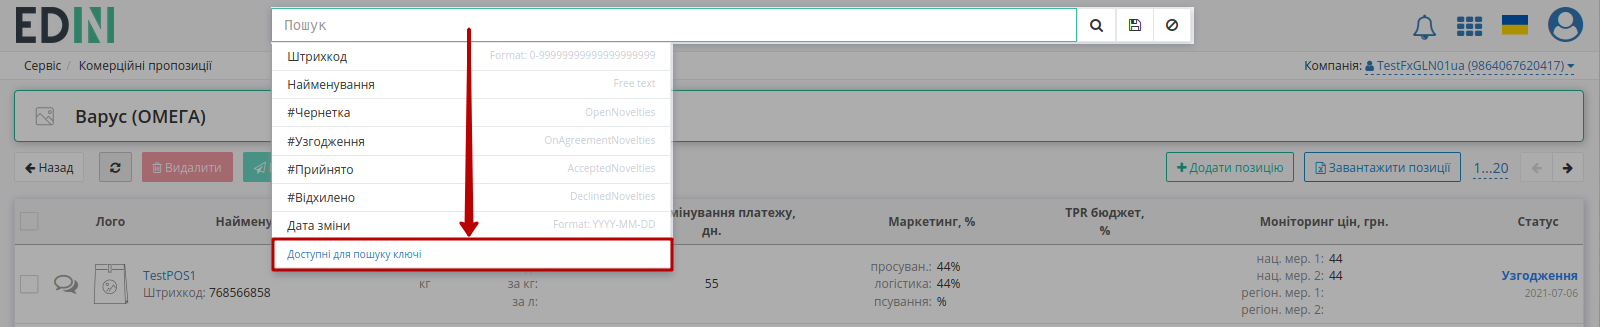 EDIN
Пошук
Штрихкод Format: 0-99999999999999999999
Сервіс / Комерційні пропозиції
Компанія: TestFxGLN01ua (9864067620417)
Найменування Free text
#Чернетка OpenNovelties
Варус (ОМЕГА)
#Узгодження OnAgreementNovelties
#Прийнято AcceptedNovelties
Назад Видалити Додати позицію Завантажити позиції 1...20
#Відхилено DeclinedNovelties
Дата зміни Format: YYYY-MM-DD
Доступні для пошуку ключі
Лого Маркетинг, % TPR бюджет, % Моніторинг цін, грн. Статус
платежу, дн.
TestPOS1
Штрихкод: 768566858
кг за кг:
за л:
55
просуван.: 44%
логістика: 44%
псування: %
нац. мер. 1: 44
нац. мер. 2: 44
регіон. мер. 1:
регіон. мер. 2:
Узгодження
2021-07-06